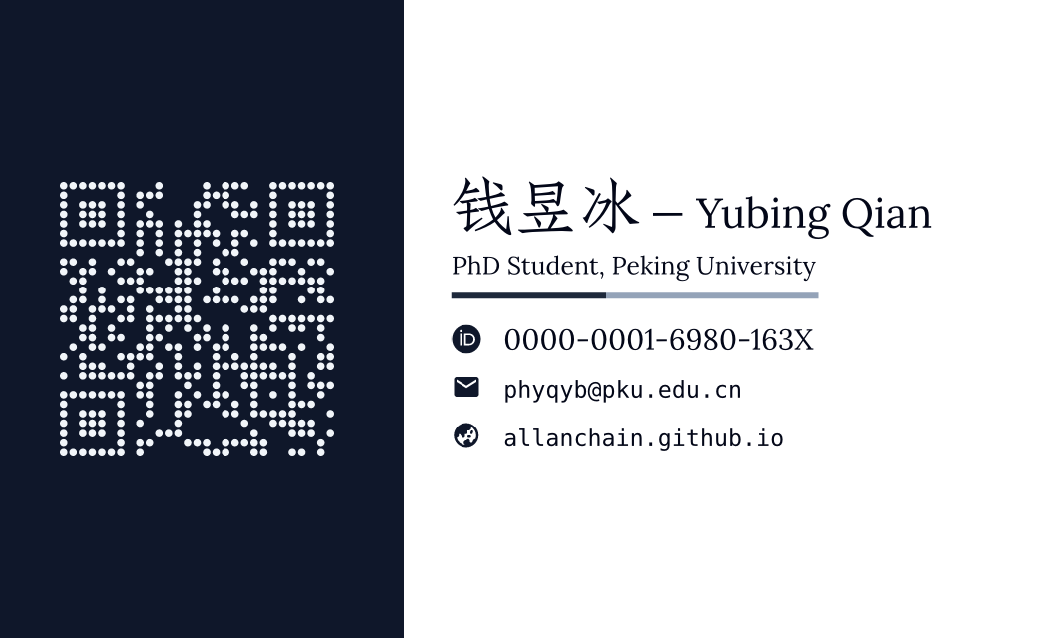 钱昱冰 – Yubing Qian
PhD Student, Peking University
iD 0000-0001-6980-163X
phyqyb@pku.edu.cn
allanchain.github.io